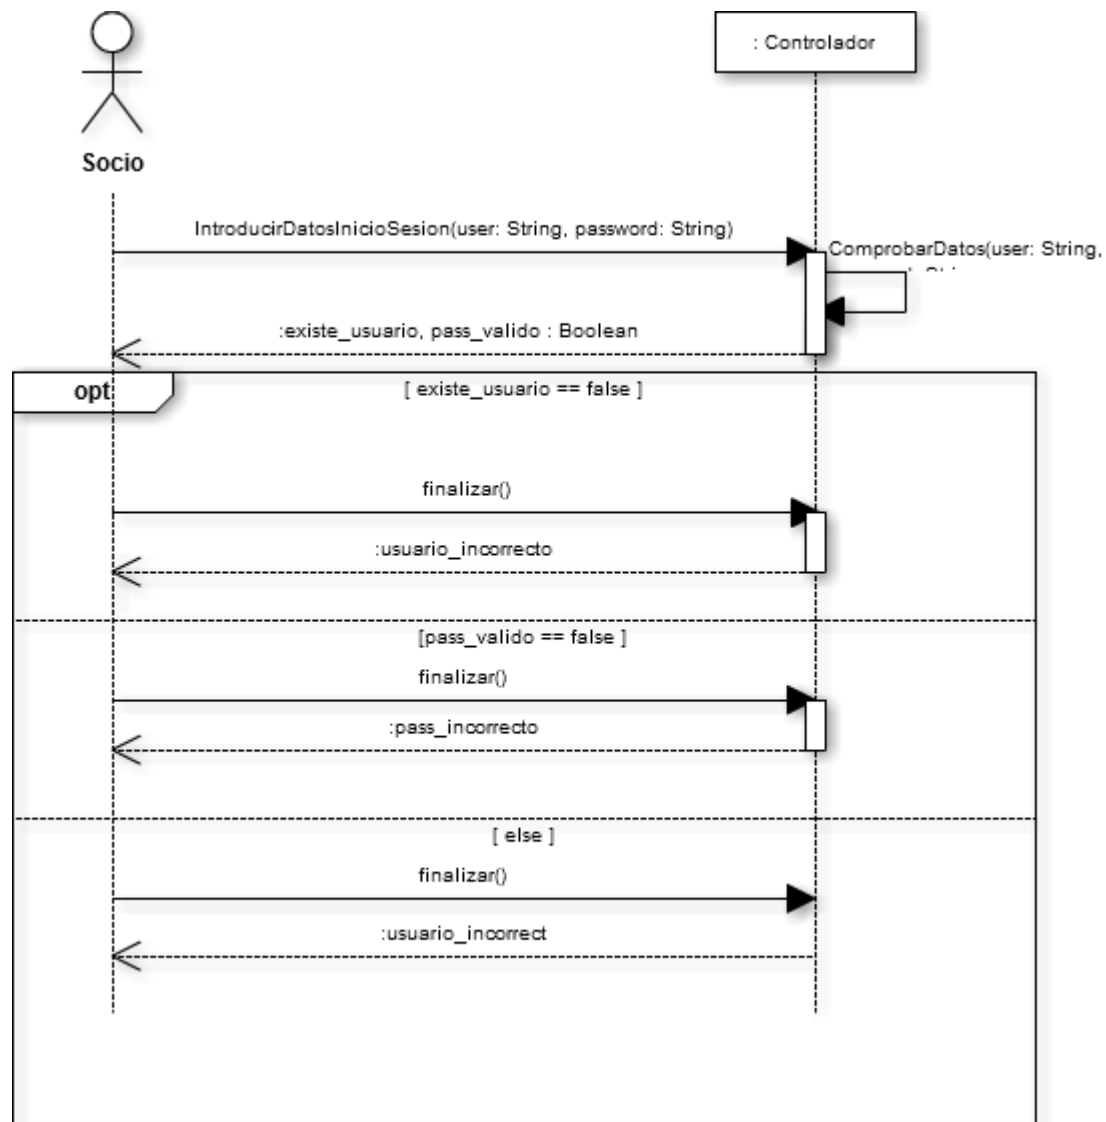 : Controlador
Socio
IntroducirDatosInicioSesion(user: String, password: String)
ComprobarDatos(user: String,
:existe_usuario, pass_valido : Boolean
opt
[ existe_usuario == false ]
finalizar()
:usuario_incorrecto
[pass_valido == false ]
finalizar()
:pass_incorrecto
[ else ]
finalizar()
:usuario_incorrect